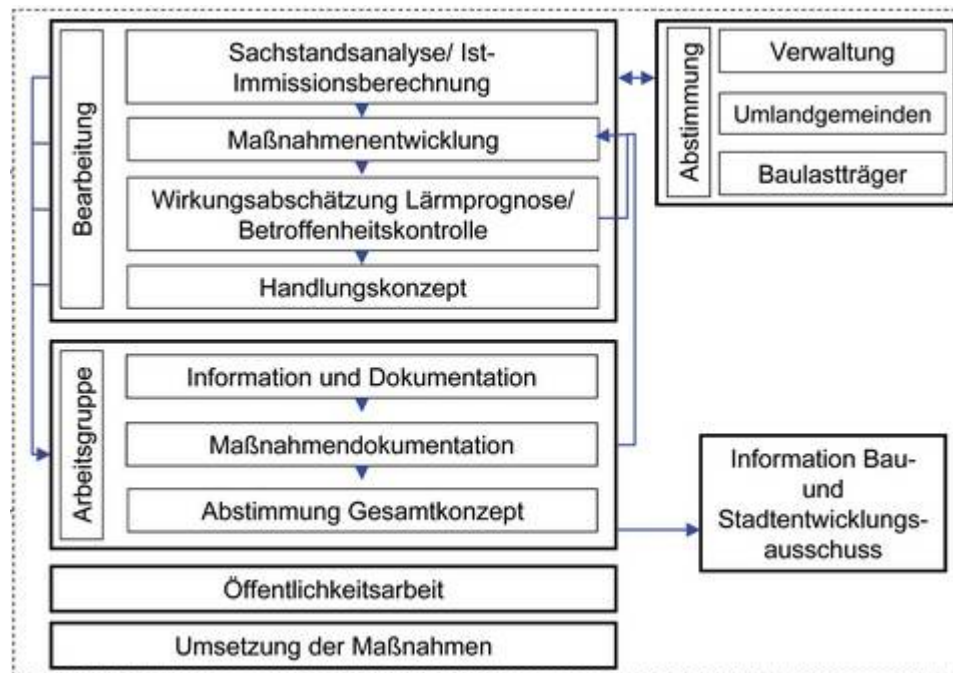 Bearbeitung
Sachstandsanalyse/ Ist-
Immissionsberechnung
Maßnahmenentwicklung
Wirkungsabschätzung Lärmprognose/
Betroffenheitskontrolle
Handlungskonzept
Abstimmung
Verwaltung
Umlandgemeinden
Baulastträger
Arbeitsgruppe
Information und Dokumentation
Maßnahmendokumentation
Abstimmung Gesamtkonzept
Information Bau-
und
Stadtentwicklungs-
ausschuss
Öffentlichkeitsarbeit
Umsetzung der Maßnahmen